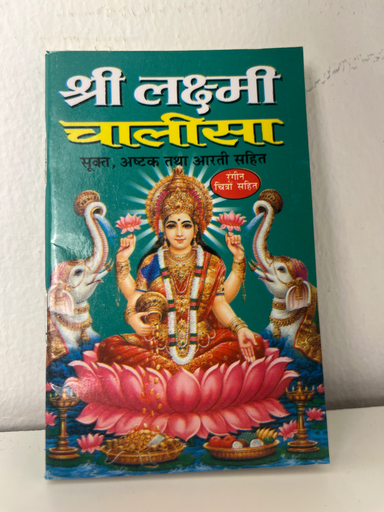 श्री लक्ष्मी
चालीसा
सूक्त, अष्टक तथा आरती सहित
रंगीन
चित्रों सहित